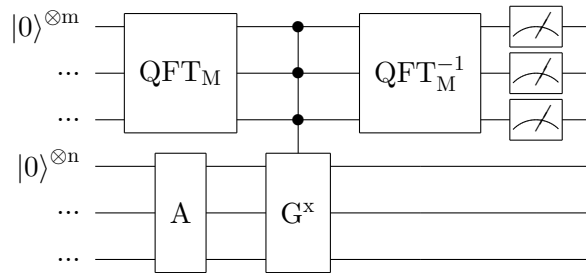 |0⟩^{⊗m}
...
QFT_M
QFT_M^{-1}
...
|0⟩^{⊗n}
...
A
G^x
...